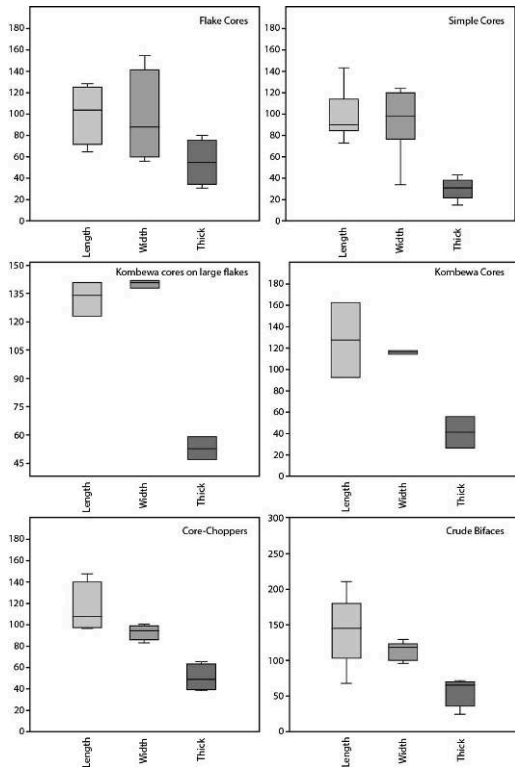 Flake Cores
180
160
140
120
100
80
60
40
20
0
Length
Width
Thick
Simple Cores
180
160
140
120
100
80
60
40
20
0
Length
Width
Thick
Kombewa cores on large flakes
150
135
120
105
90
75
60
45
Length
Width
Thick
Kombewa Cores
180
160
140
120
100
80
60
40
20
0
Length
Width
Thick
Core-Choppers
180
160
140
120
100
80
60
40
20
0
Length
Width
Thick
Crude Bifaces
300
250
200
150
100
50
0
Length
Width
Thick